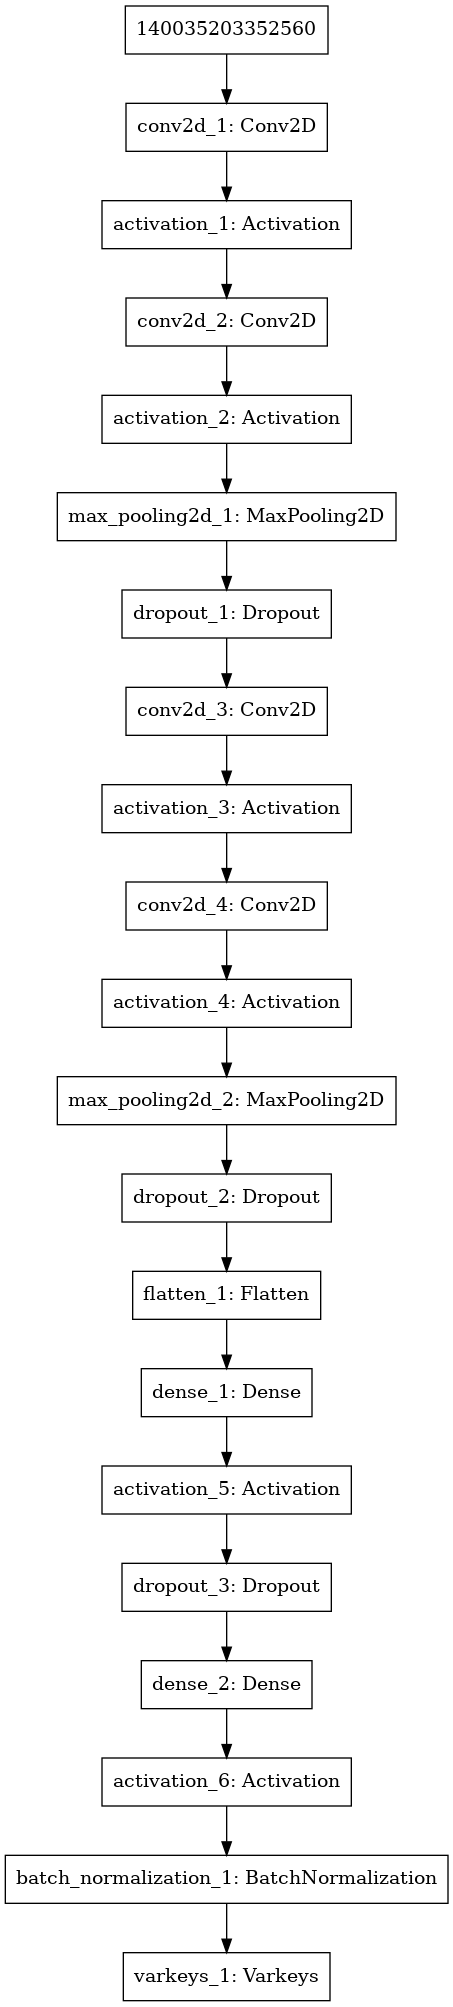 140035203352560
conv2d_1: Conv2D
activation_1: Activation
conv2d_2: Conv2D
activation_2: Activation
max_pooling2d_1: MaxPooling2D
dropout_1: Dropout
conv2d_3: Conv2D
activation_3: Activation
conv2d_4: Conv2D
activation_4: Activation
max_pooling2d_2: MaxPooling2D
dropout_2: Dropout
flatten_1: Flatten
dense_1: Dense
activation_5: Activation
dropout_3: Dropout
dense_2: Dense
activation_6: Activation
batch_normalization_1: BatchNormalization
varkeys_1: Varkeys